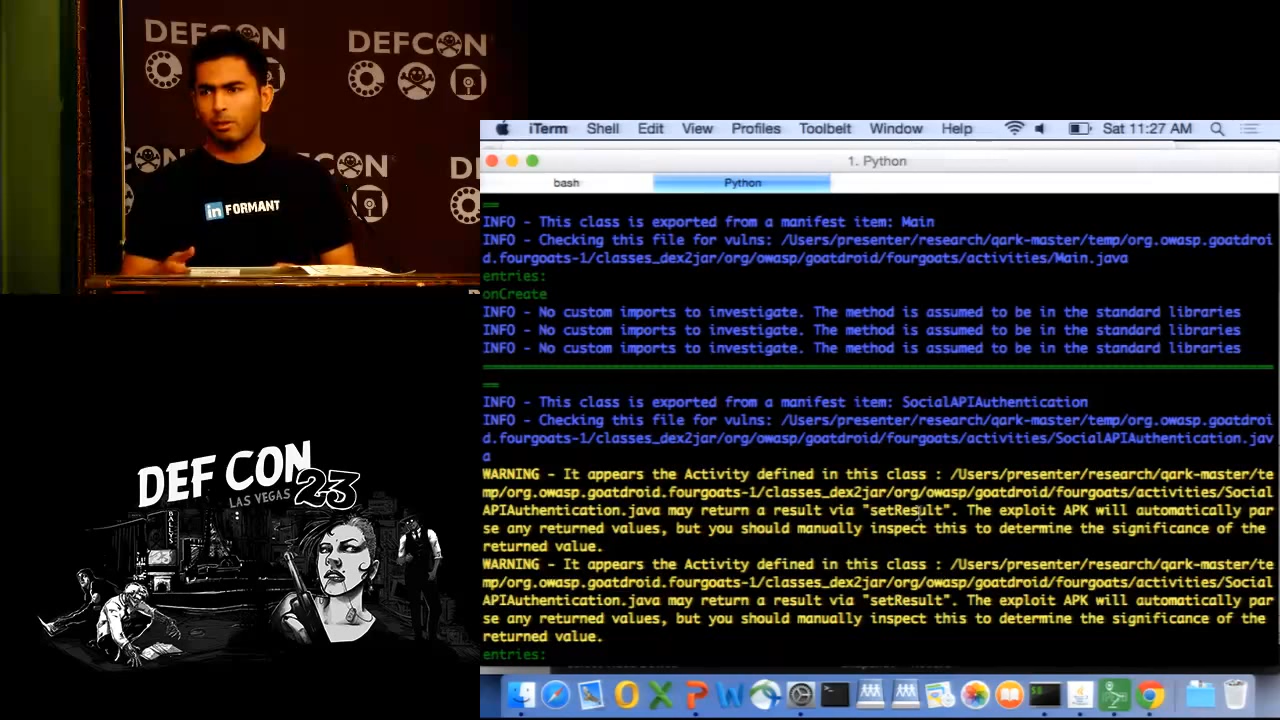 DEFCON
DEFCON
CON
CON
D
in FORMANT
DEF CON
LAS VEGAS 23
iTerm Shell Edit View Profiles Toolbelt Window Help Sat 11:27 AM
1. Python
bash Python
==
INFO - This class is exported from a manifest item: Main
INFO - Checking this file for vulns: /Users/presenter/research/qark-master/temp/org.owasp.goatdroi
d.fourgoats-1/classes_dex2jar/org/owasp/goatdroid/fourgoats/activities/Main.java
entries:
onCreate
INFO - No custom imports to investigate. The method is assumed to be in the standard libraries
INFO - No custom imports to investigate. The method is assumed to be in the standard libraries
INFO - No custom imports to investigate. The method is assumed to be in the standard libraries
==
INFO - This class is exported from a manifest item: SocialAPIAuthentication
INFO - Checking this file for vulns: /Users/presenter/research/qark-master/temp/org.owasp.goatdroi
d.fourgoats-1/classes_dex2jar/org/owasp/goatdroid/fourgoats/activities/SocialAPIAuthentication.jav
a
WARNING - It appears the Activity defined in this class : /Users/presenter/research/qark-master/te
mp/org.owasp.goatdroid.fourgoats-1/classes_dex2jar/org/owasp/goatdroid/fourgoats/activities/Social
APIAuthentication.java may return a result via "setResult". The exploit APK will automatically par
se any returned values, but you should manually inspect this to determine the significance of the
returned value.
WARNING - It appears the Activity defined in this class : /Users/presenter/research/qark-master/te
mp/org.owasp.goatdroid.fourgoats-1/classes_dex2jar/org/owasp/goatdroid/fourgoats/activities/Social
APIAuthentication.java may return a result via "setResult". The exploit APK will automatically par
se any returned values, but you should manually inspect this to determine the significance of the
returned value.
entries: